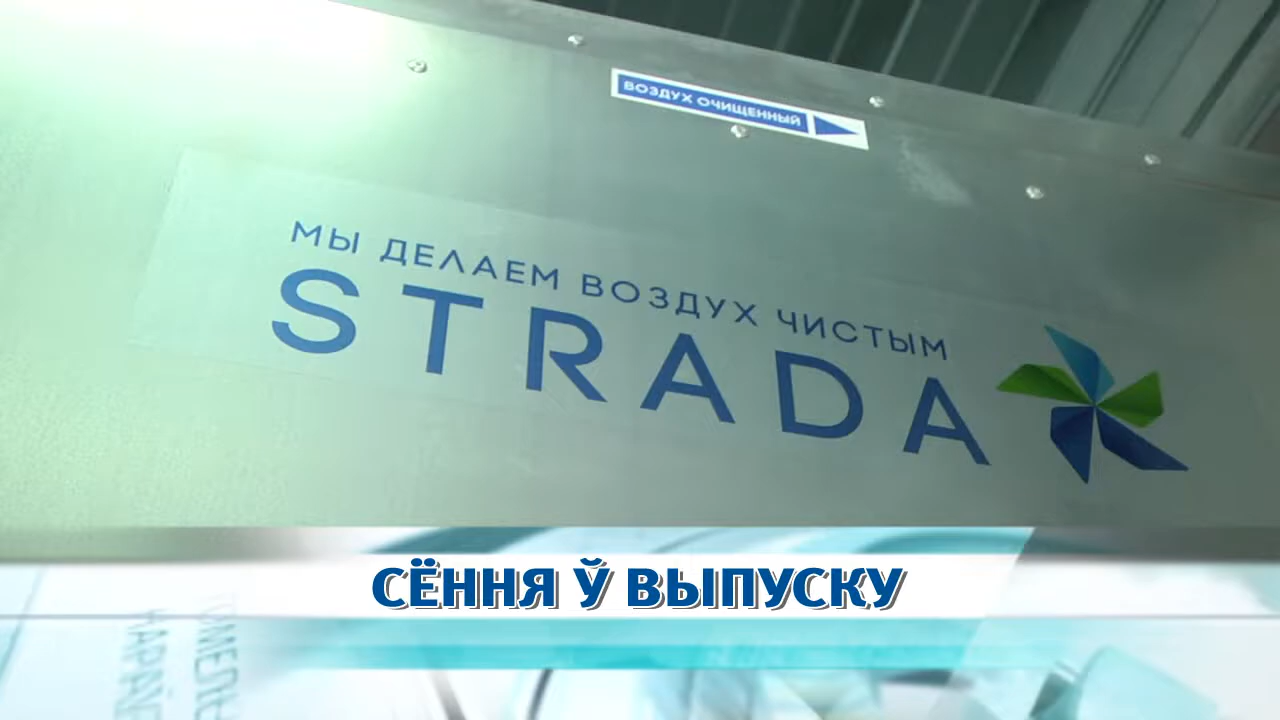 ВОЗДУХ ОЧИЩЕННЫЙ
МЫ ДЕЛАЕМ ВОЗДУХ ЧИСТЫМ
STRADA
СЁННЯ Ў ВЫПУСКУ